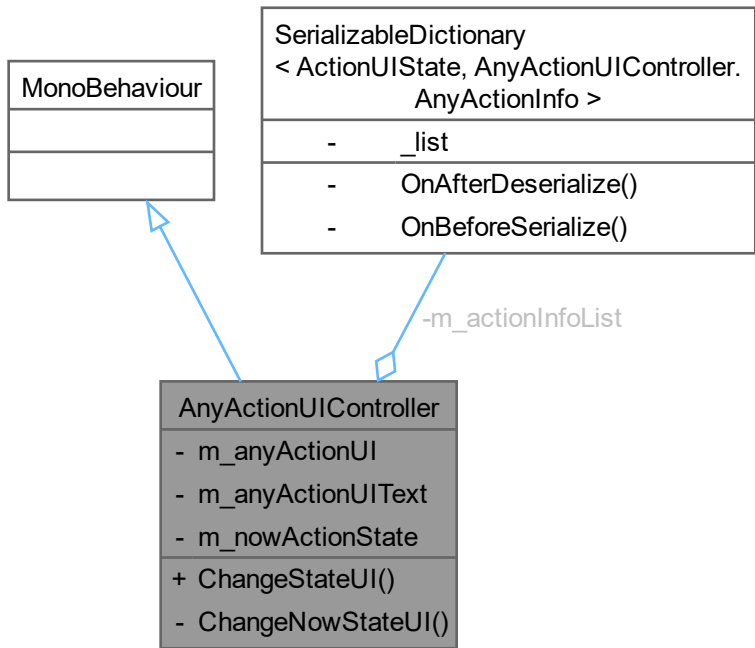 MonoBehaviour
SerializableDictionary
< ActionUIState, AnyActionUIController.
AnyActionInfo >
- _list
- OnAfterDeserialize()
- OnBeforeSerialize()
-m_actionInfoList
AnyActionUIController
- m_anyActionUI
- m_anyActionUIText
- m_nowActionState
+ ChangeStateUI()
- ChangeNowStateUI()